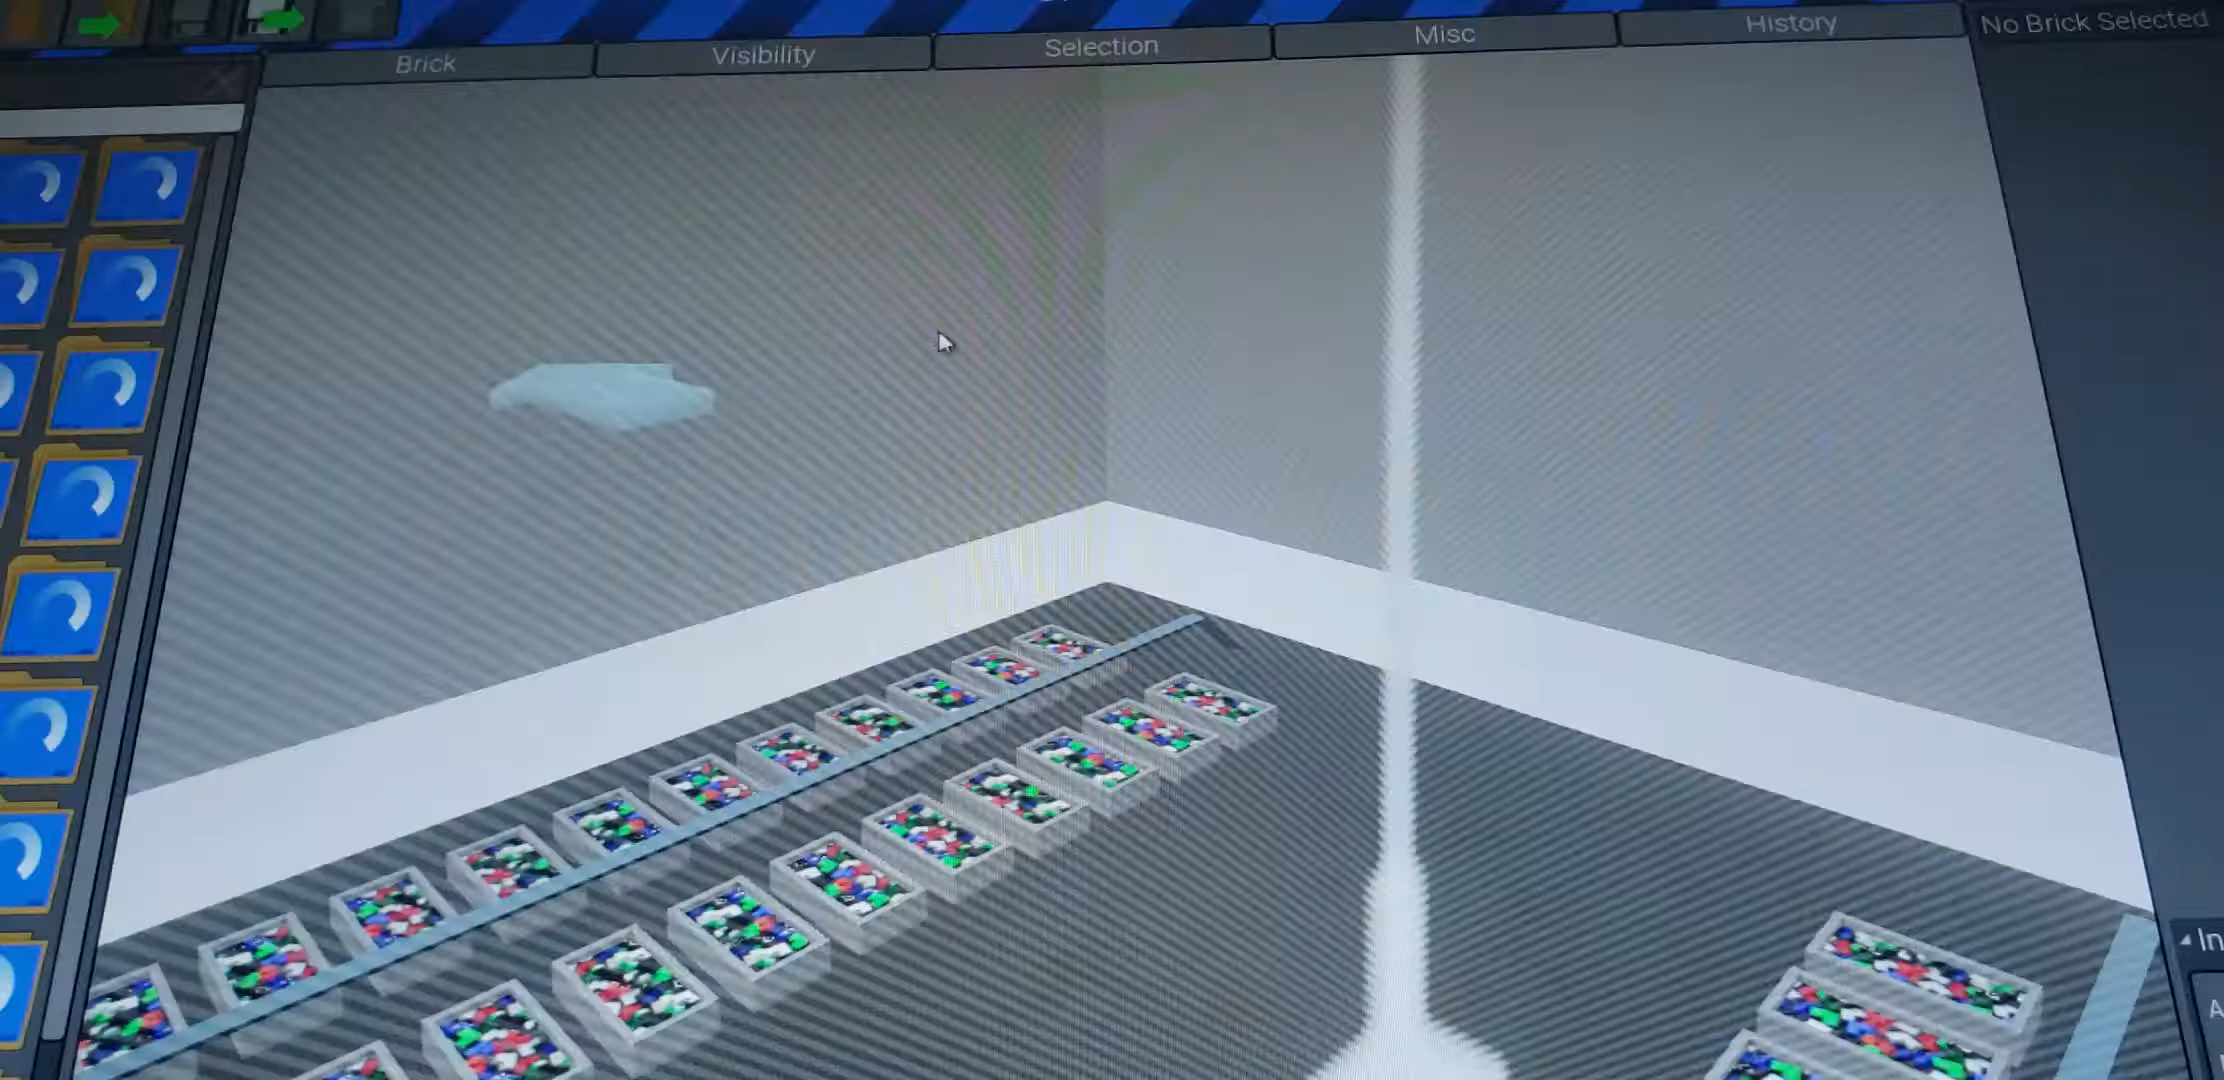 Brick
Visibility
Selection
Misc
History
No Brick Selected
In
A